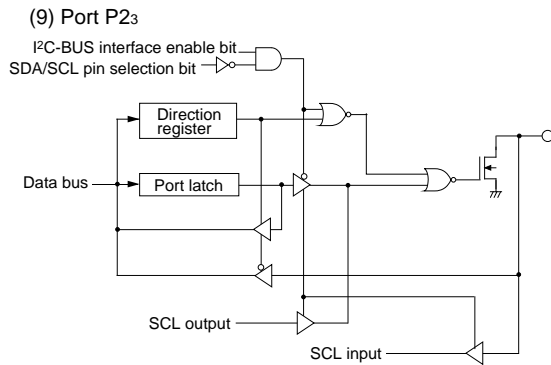 (9) Port P2₃
I²C-BUS interface enable bit
SDA/SCL pin selection bit
Direction
register
Data bus
Port latch
SCL output
SCL input